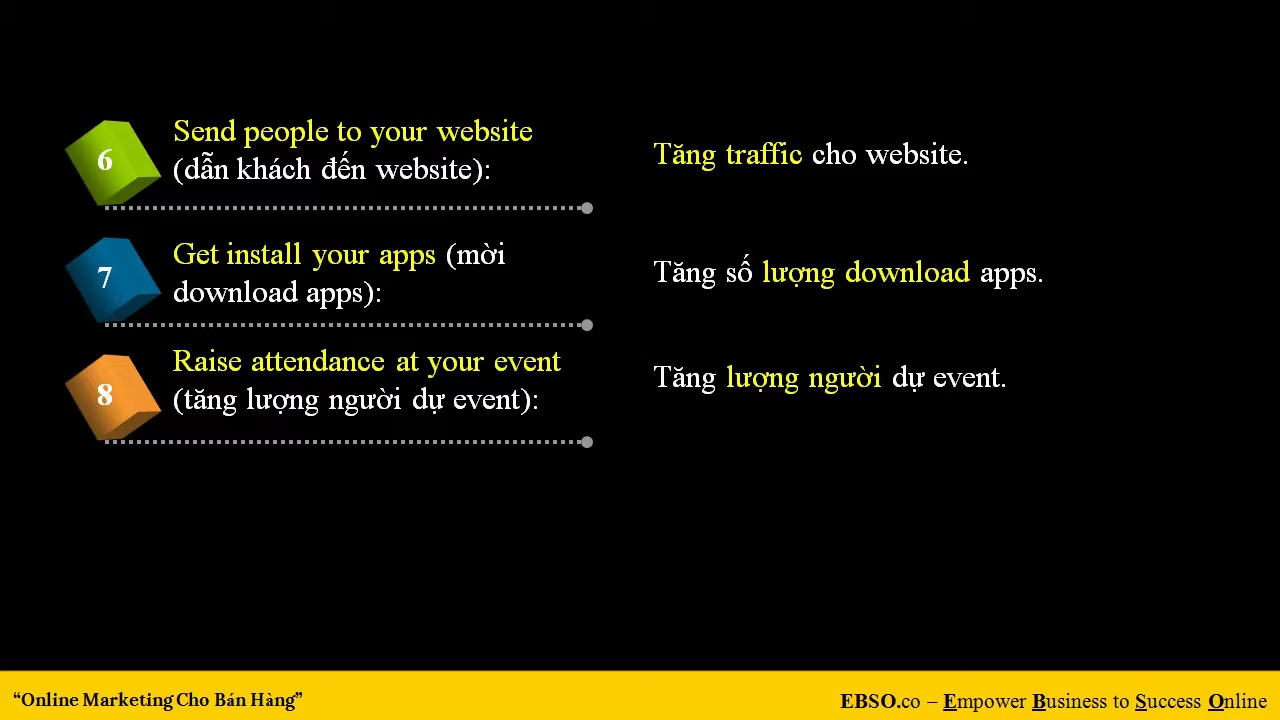 6
Send people to your website
(dẫn khách đến website):
Tăng traffic cho website.
7
Get install your apps (mời
download apps):
Tăng số lượng download apps.
8
Raise attendance at your event
(tăng lượng người dự event):
Tăng lượng người dự event.
“Online Marketing Cho Bán Hàng”
EBSO.co – Empower Business to Success Online